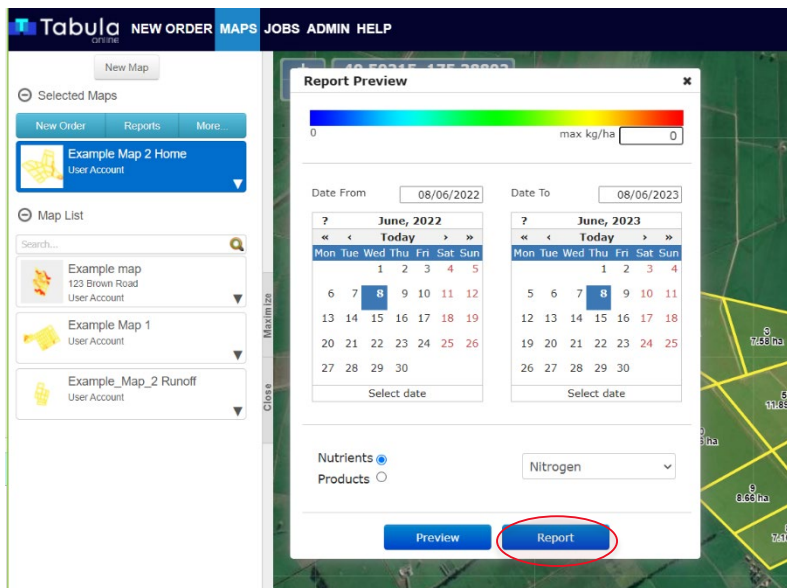 Tabula
online
NEW ORDER MAPS JOBS ADMIN HELP
New Map
Selected Maps
New Order Reports More...
Example Map 2 Home
User Account
Map List
Search...
Example map
123 Brown Road
User Account
Example Map 1
User Account
Example_Map_2 Runoff
User Account
Maximize
Close
Report Preview
0
max kg/ha 0
Date From 08/06/2022
? June, 2022
« ‹ Today › »
Mon Tue Wed Thu Fri Sat Sun
1 2 3 4 5
6 7 8 9 10 11 12
13 14 15 16 17 18 19
20 21 22 23 24 25 26
27 28 29 30
Select date
Date To 08/06/2023
? June, 2023
« ‹ Today › »
Mon Tue Wed Thu Fri Sat Sun
1 2 3 4
5 6 7 8 9 10 11
12 13 14 15 16 17 18
19 20 21 22 23 24 25
26 27 28 29 30
Select date
Nutrients
Products
Nitrogen
Preview Report
3
7.58 ha
9
8.66 ha